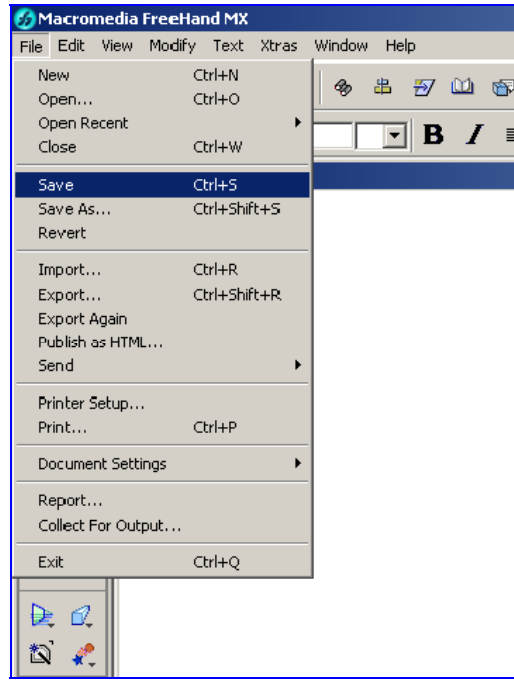 Macromedia FreeHand MX
File Edit View Modify Text Xtras Window Help
New Ctrl+N
Open... Ctrl+O
Open Recent
Close Ctrl+W
Save Ctrl+S
Save As... Ctrl+Shift+S
Revert
Import... Ctrl+R
Export... Ctrl+Shift+R
Export Again
Publish as HTML...
Send
Printer Setup...
Print... Ctrl+P
Document Settings
Report...
Collect For Output...
Exit Ctrl+Q
B I